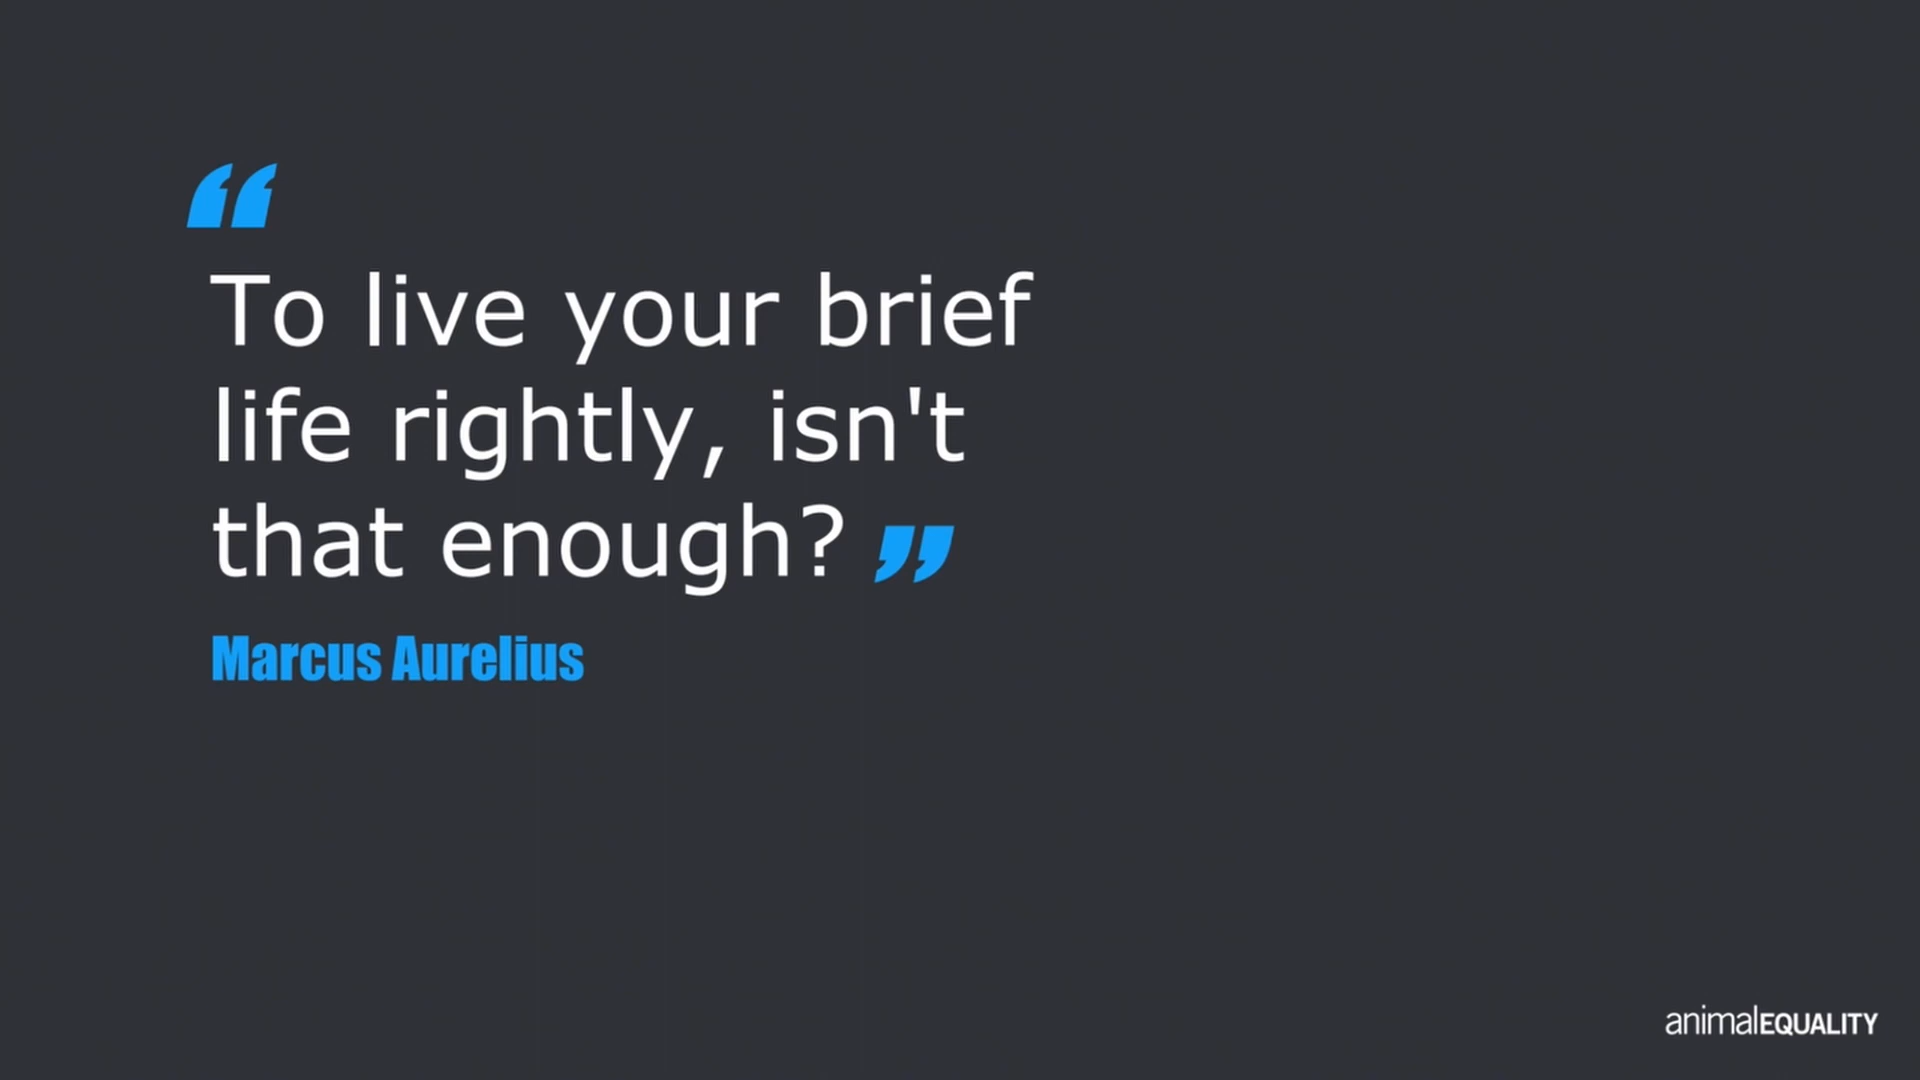 “
To live your brief
life rightly, isn't
that enough? ”
Marcus Aurelius
animalEQUALITY